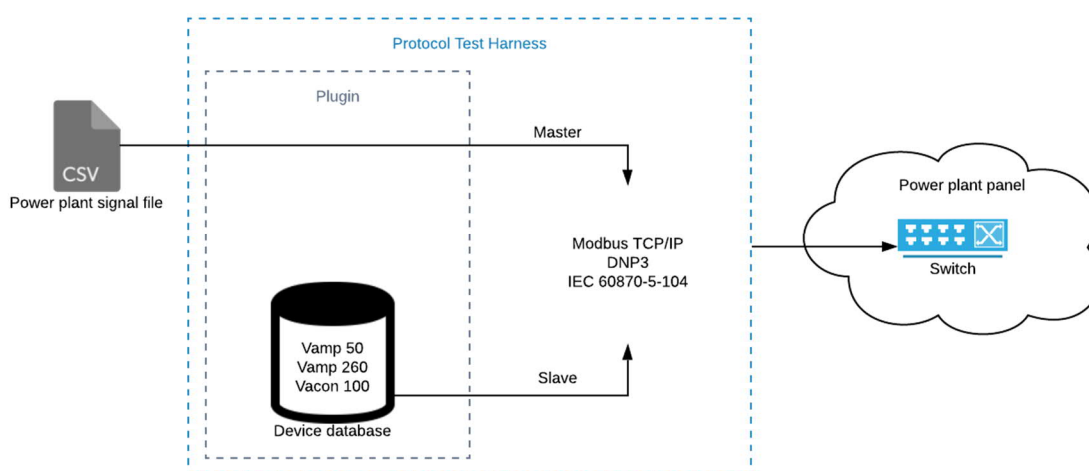 Protocol Test Harness
Plugin
Master
CSV
Power plant signal file
Power plant panel
Modbus TCP/IP
DNP3
IEC 60870-5-104
Switch
Vamp 50
Vamp 260
Vacon 100
Slave
Device database